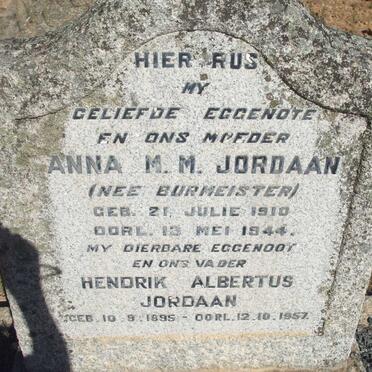 HIER RUS
MY
GELIEFDE EGGENOTE
EN ONS MOEDER
ANNA M. M. JORDAAN
(NEE BURMEISTER)
GEB. 21. JULIE 1910
OORL. 13 MEI 1944.
MY DIERBARE EGGENOOT
EN ONS VADER
HENDRIK ALBERTUS
JORDAAN
GEB. 10.9.1895 - OORL. 12.10.1957.